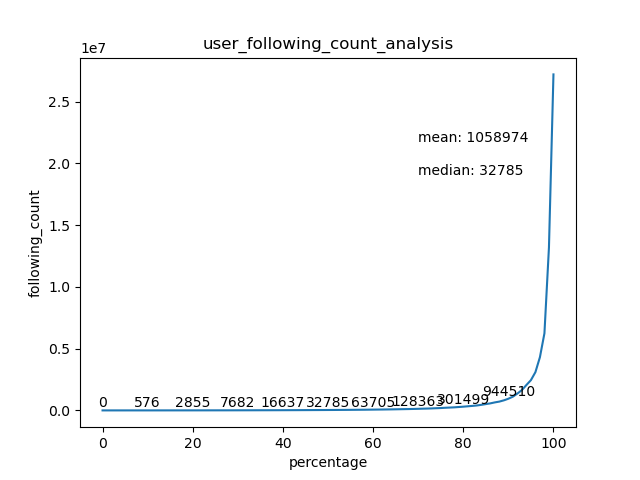 user_following_count_analysis
1e7
2.5
2.0
1.5
1.0
0.5
0.0
following_count
mean: 1058974
median: 32785
0 576 2855 7682 16637 32785 63705 128363 301499 944510
0 20 40 60 80 100
percentage